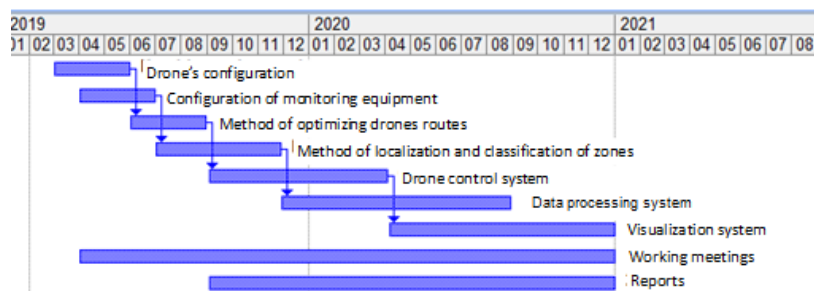 2019 2020 2021
01 02 03 04 05 06 07 08 09 10 11 12 01 02 03 04 05 06 07 08 09 10 11 12 01 02 03 04 05 06 07 08
Drone's configuration
Configuration of monitoring equipment
Method of optimizing drones routes
Method of localization and classification of zones
Drone control system
Data processing system
Visualization system
Working meetings
Reports